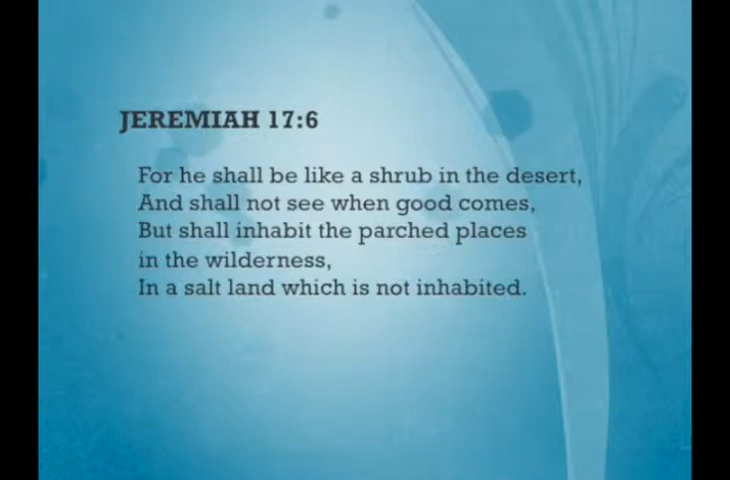 JEREMIAH 17:6
For he shall be like a shrub in the desert,
And shall not see when good comes,
But shall inhabit the parched places
in the wilderness,
In a salt land which is not inhabited.